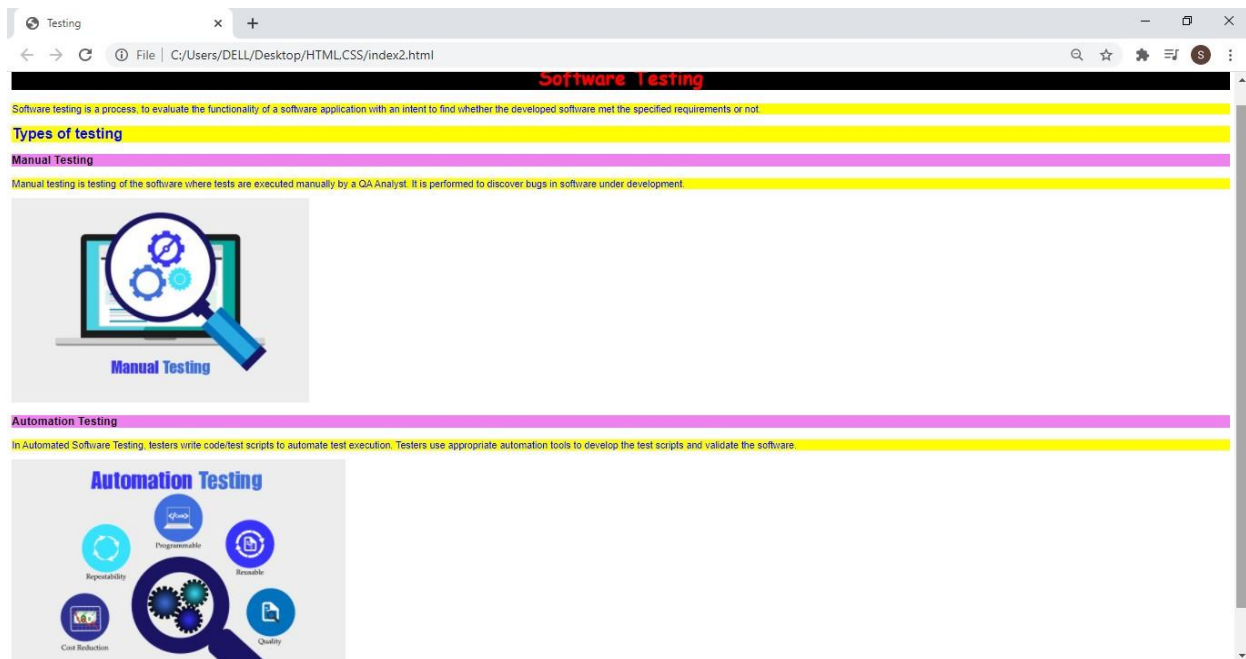 Testing
File | C:/Users/DELL/Desktop/HTML,CSS/index2.html
S
Software Testing
Software testing is a process, to evaluate the functionality of a software application with an intent to find whether the developed software met the specified requirements or not.
Types of testing
Manual Testing
Manual testing is testing of the software where tests are executed manually by a QA Analyst. It is performed to discover bugs in software under development.
Manual Testing
Automation Testing
In Automated Software Testing, testers write code/test scripts to automate test execution. Testers use appropriate automation tools to develop the test scripts and validate the software.
Automation Testing
Programmable
Repeatability
Reusable
Cost Reduction
Quality